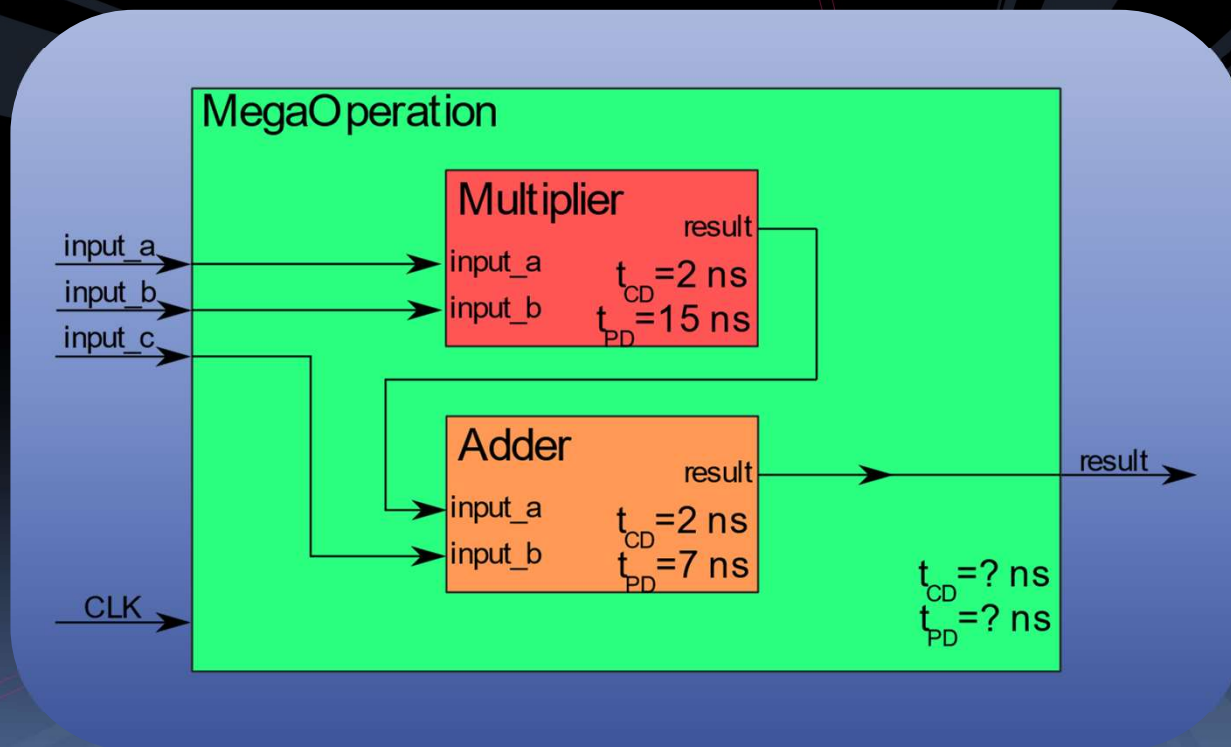 MegaOperation
Multiplier
result
input_a
input_a
t_CD=2 ns
input_b
input_b
t_PD=15 ns
input_c
Adder
result
result
input_a
t_CD=2 ns
input_b
t_PD=7 ns
t_CD=? ns
CLK
t_PD=? ns